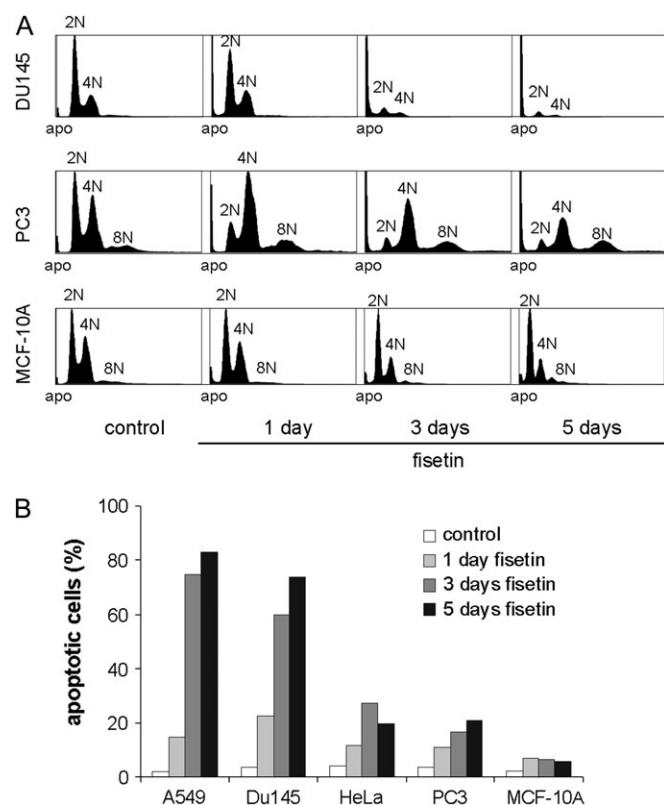 A
DU145
2N
4N
2N
4N
2N
4N
2N
4N
apo
apo
apo
apo
PC3
2N
4N
8N
2N
4N
8N
2N
4N
8N
2N
4N
8N
apo
apo
apo
apo
MCF-10A
2N
4N
8N
2N
4N
8N
2N
4N
8N
2N
4N
8N
apo
apo
apo
apo
control 1 day 3 days 5 days
fisetin
B
apoptotic cells (%)
100
80
60
40
20
0
control
1 day fisetin
3 days fisetin
5 days fisetin
A549 Du145 HeLa PC3 MCF-10A